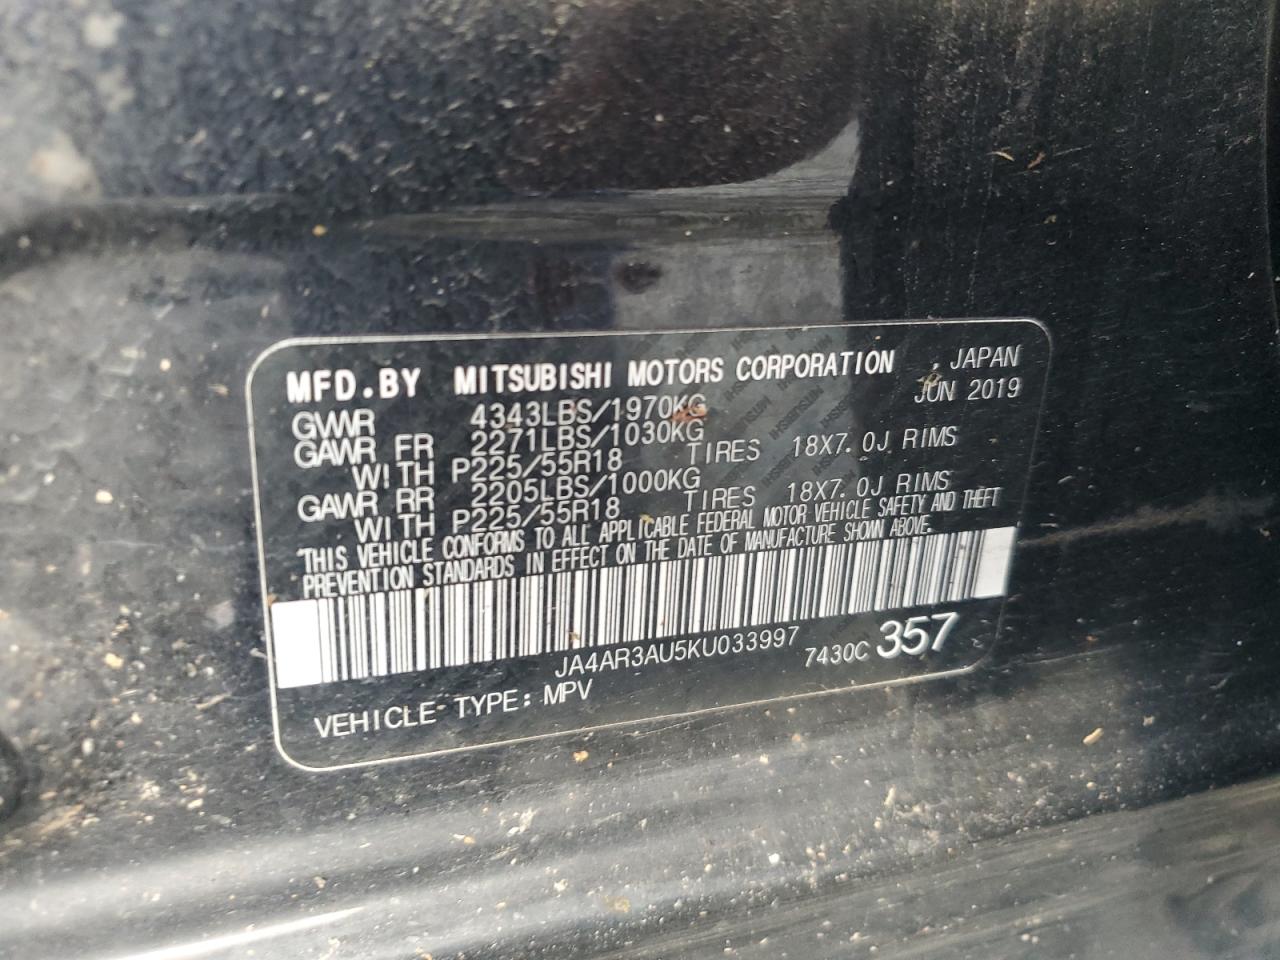 MFD.BY MITSUBISHI MOTORS CORPORATION , JAPAN
GVWR 4343LBS/1970KG JUN 2019
GAWR FR 2271LBS/1030KG
WITH P225/55R18 TIRES 18X7.0J RIMS
GAWR RR 2205LBS/1000KG
WITH P225/55R18 TIRES 18X7.0J RIMS
THIS VEHICLE CONFORMS TO ALL APPLICABLE FEDERAL MOTOR VEHICLE SAFETY AND THEFT
PREVENTION STANDARDS IN EFFECT ON THE DATE OF MANUFACTURE SHOWN ABOVE.
JA4AR3AU5KU033997 7430C 357
VEHICLE TYPE: MPV